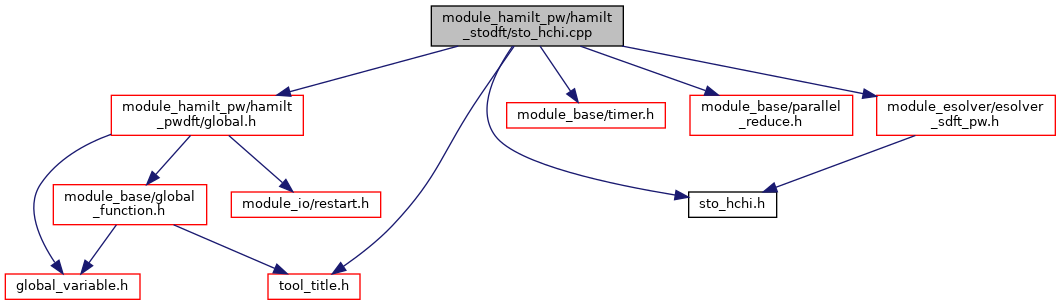 module_hamilt_pw/hamilt
_stodft/sto_hchi.cpp
module_hamilt_pw/hamilt
_pwdft/global.h
module_base/timer.h
module_base/parallel
_reduce.h
module_esolver/esolver
_sdft_pw.h
module_base/global
_function.h
module_io/restart.h
sto_hchi.h
global_variable.h
tool_title.h